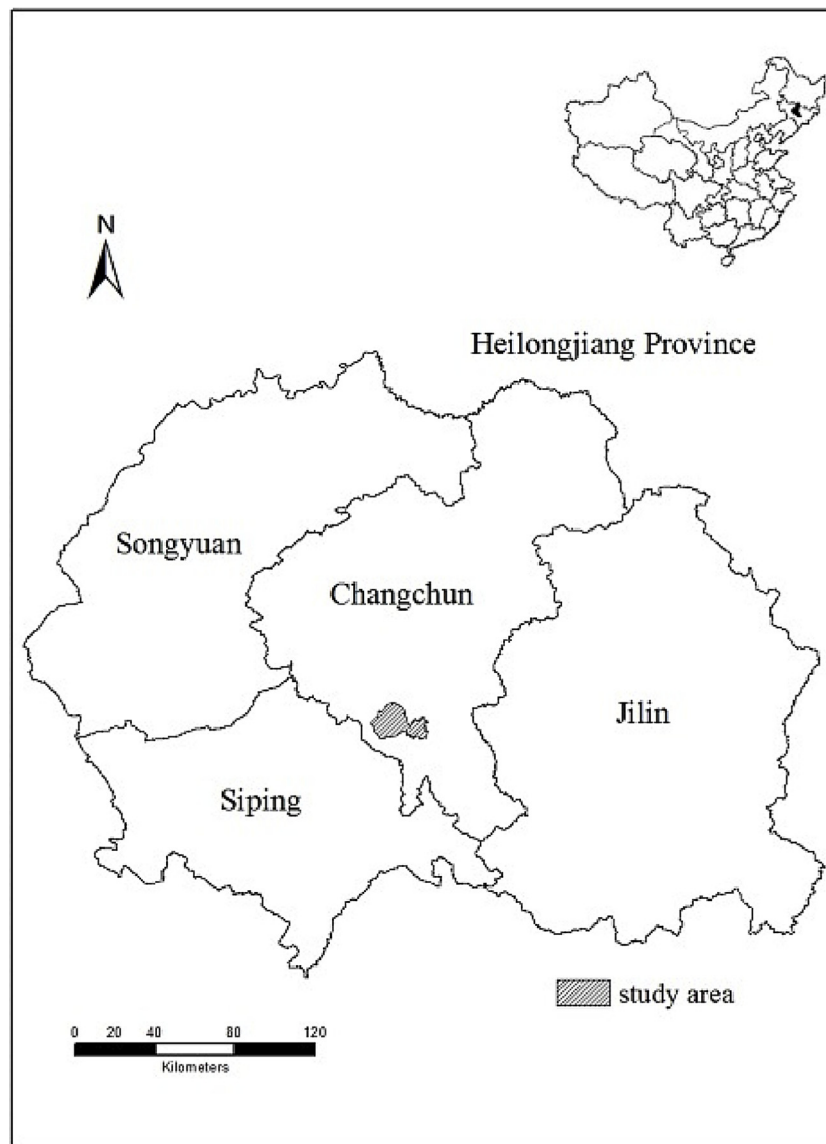 N
Heilongjiang Province
Songyuan
Changchun
Jilin
Siping
study area
0 20 40 80 120
Kilometers